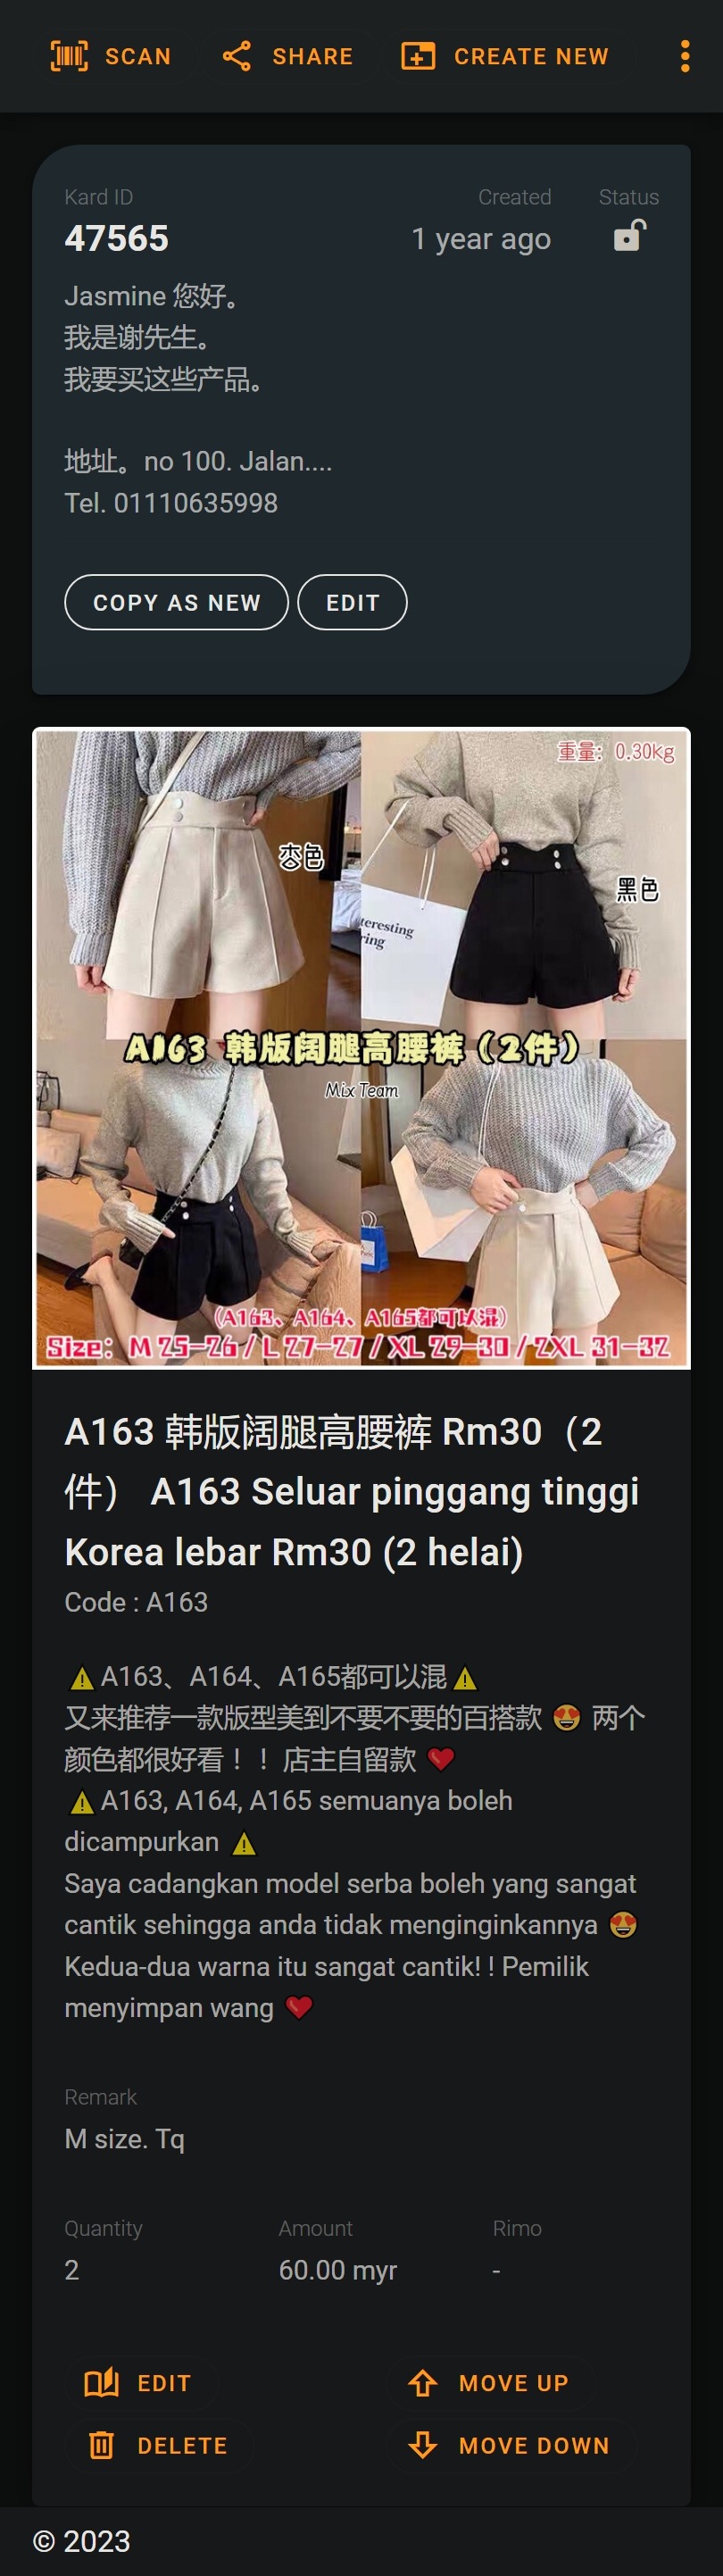 SCAN SHARE CREATE NEW
Kard ID Created Status
47565 1 year ago
Jasmine 您好。
我是谢先生。
我要买这些产品。
地址。no 100. Jalan....
Tel. 01110635998
COPY AS NEW EDIT
重量: 0.30kg
杏色
黑色
teresting
ring
A163 韩版阔腿高腰裤（2件）
Mix Team
（A163、A164、A165都可以混）
Size: M 25-26 / L 27-27 / XL 29-30 / 2XL 31-32
A163 韩版阔腿高腰裤 Rm30（2
件） A163 Seluar pinggang tinggi
Korea lebar Rm30 (2 helai)
Code : A163
⚠️A163、A164、A165都可以混⚠️
又来推荐一款版型美到不要不要的百搭款 😍 两个
颜色都很好看！！店主自留款 ❤️
⚠️A163, A164, A165 semuanya boleh
dicampurkan ⚠️
Saya cadangkan model serba boleh yang sangat
cantik sehingga anda tidak menginginkannya 😍
Kedua-dua warna itu sangat cantik! ! Pemilik
menyimpan wang ❤️
Remark
M size. Tq
Quantity Amount Rimo
2 60.00 myr -
EDIT MOVE UP
DELETE MOVE DOWN
© 2023